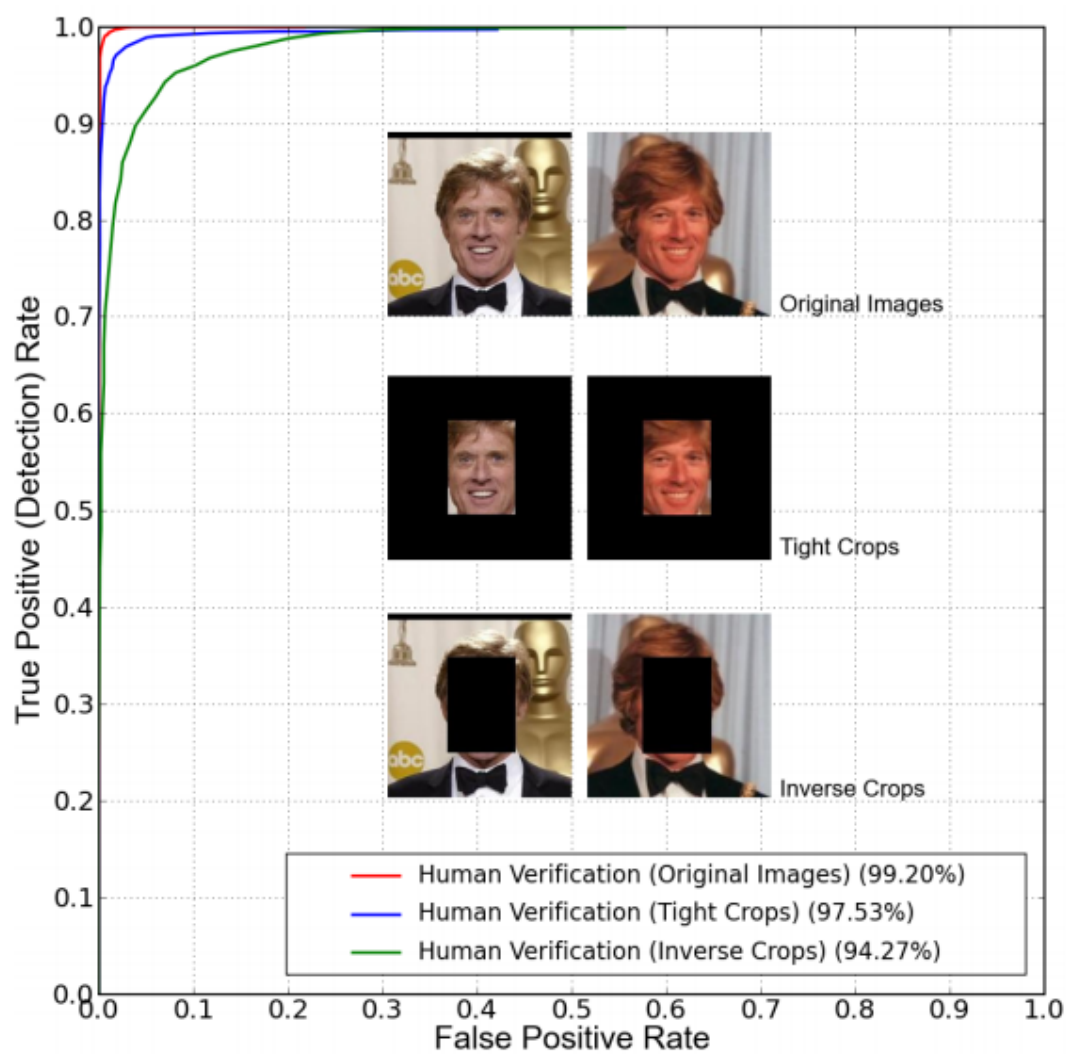 1.0
0.9
0.8
0.7
0.6
0.5
0.4
0.3
0.2
0.1
0.0
True Positive (Detection) Rate
abc
Original Images
Tight Crops
abc
Inverse Crops
Human Verification (Original Images) (99.20%)
Human Verification (Tight Crops) (97.53%)
Human Verification (Inverse Crops) (94.27%)
0.0 0.1 0.2 0.3 0.4 0.5 0.6 0.7 0.8 0.9 1.0
False Positive Rate